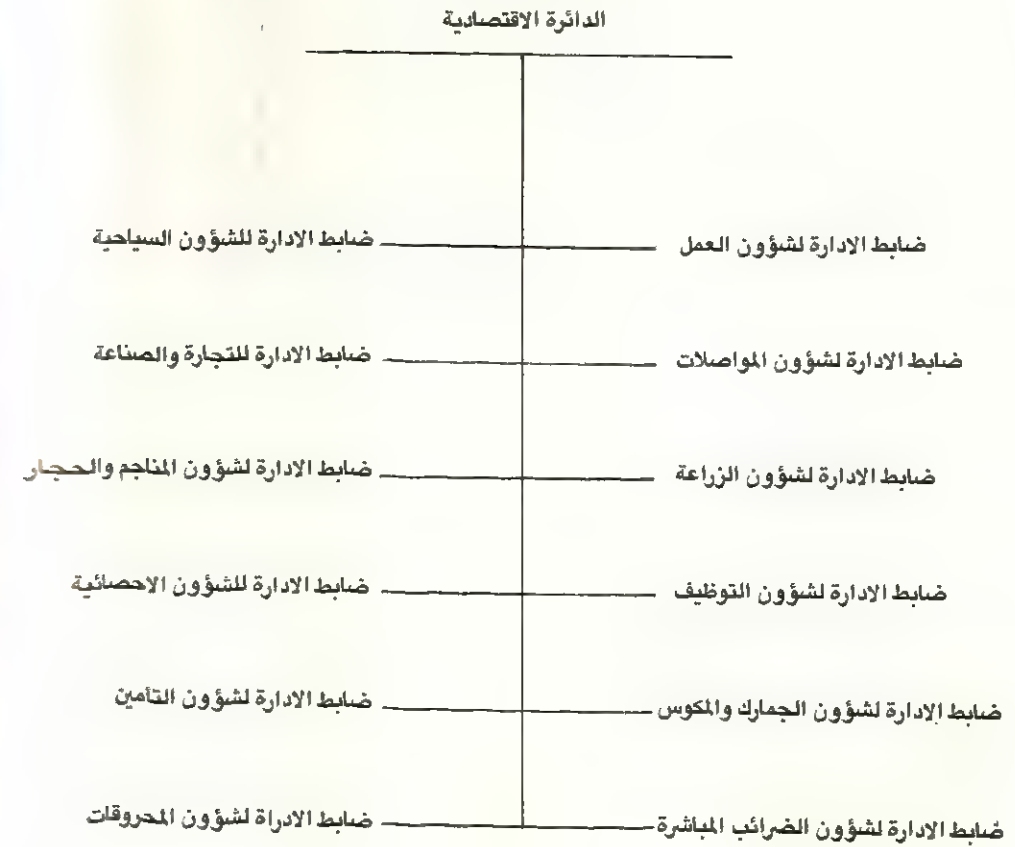 الدائرة الاقتصادية
ضابط الادارة لشؤون العمل
ضابط الادارة للشؤون السياحية
ضابط الادارة لشؤون المواصلات
ضابط الادارة للتجارة والصناعة
ضابط الادارة لشؤون الزراعة
ضابط الادارة لشؤون المناجم والحجار
ضابط الادارة لشؤون التوظيف
ضابط الادارة للشؤون الاحصائية
ضابط الادارة لشؤون الجمارك والمكوس
ضابط الادارة لشؤون التأمين
ضابط الادارة لشؤون الضرائب المباشرة
ضابط الادراة لشؤون المحروقات